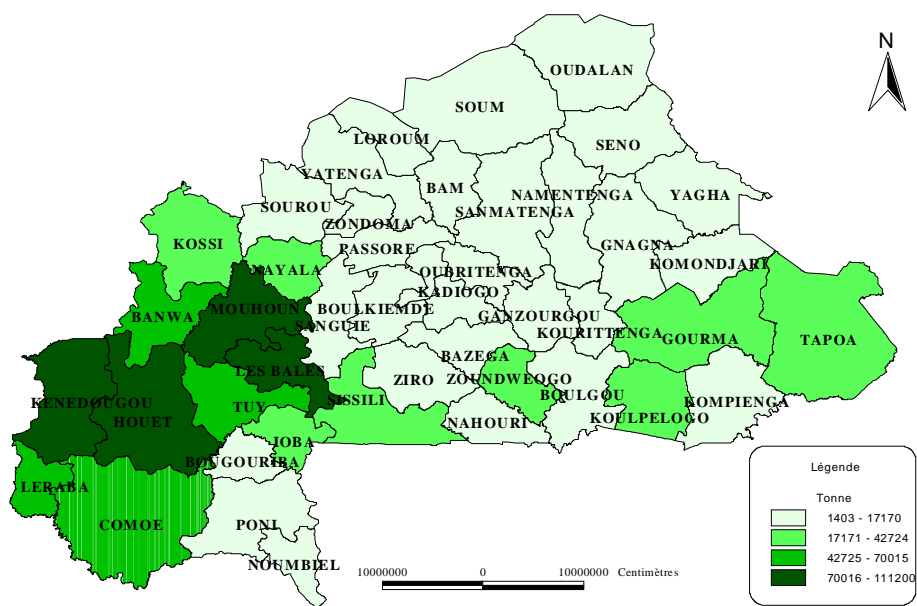 N
OUDALAN
SOUM
LOROUM
SENO
YATENGA
BAM
NAMENTENGA
YAGHA
SOUROU
SANMATENGA
ZONDOMA
KOSSI
PASSORE
GNAGNA
KOMONDJARI
NAYALA
OUBRITENGA
KADIOGO
MOUHOUN
BOULKIEMDE
BANWA
GANZOURGOU
SANGUIE
KOURITTENGA
GOURMA
TAPOA
BAZEGA
LES BALES
ZIRO
ZOUNDWEOGO
BOULGOU
KENEDOUGOU
SISSILI
KOMPIENGA
TUY
HOUET
KOULPELOGO
NAHOURI
IOBA
BOUGOURIBA
LERABA
COMOE
PONI
NOUMBIEL
Légende
Tonne
1403 - 17170
17171 - 42724
42725 - 70015
70016 - 111200
10000000 0 10000000 Centimètres